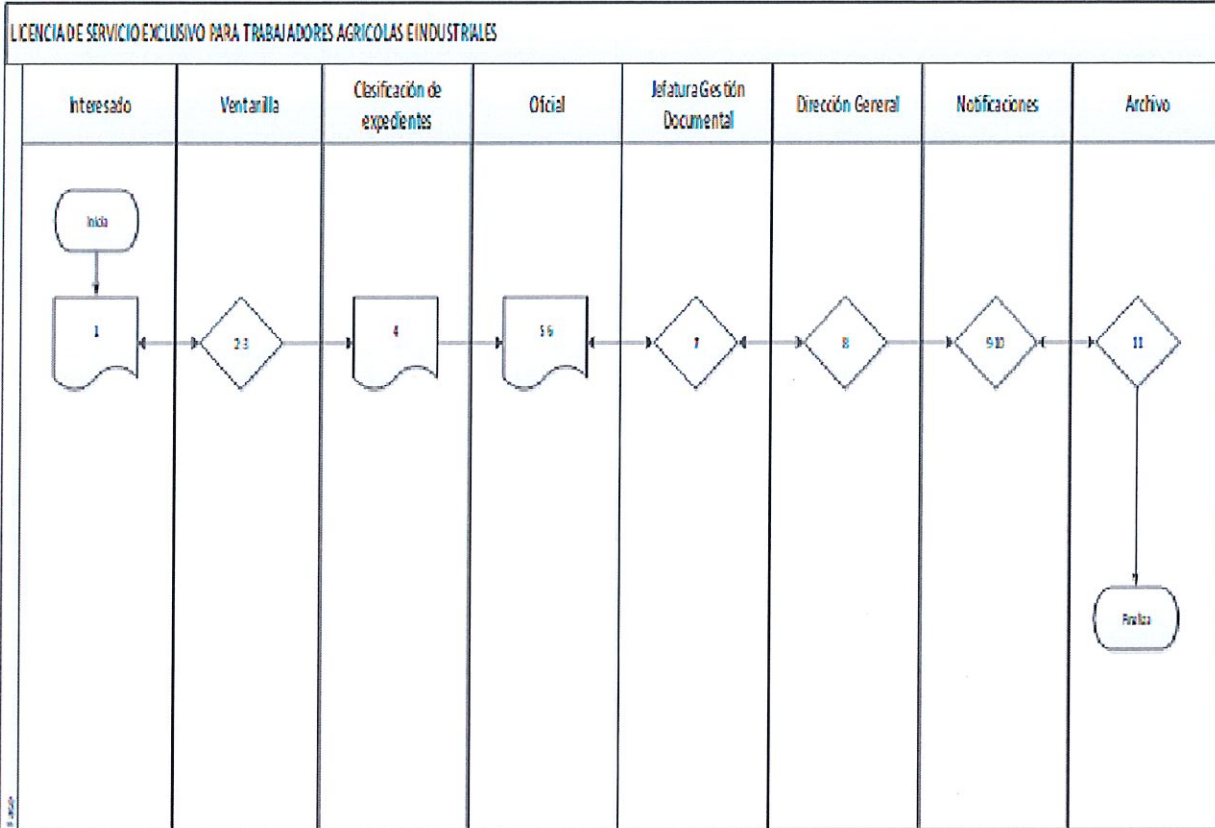 LICENCIA DE SERVICIO EXCLUSIVO PARA TRABAJADORES AGRICOLAS E INDUSTRIALES
Interesado
Ventanilla
Clasificación de
expedientes
Oficial
Jefatura Gestión
Documental
Dirección General
Notificaciones
Archivo
Inicia
1
2-3
4
5-6
7
8
9-10
11
Finaliza